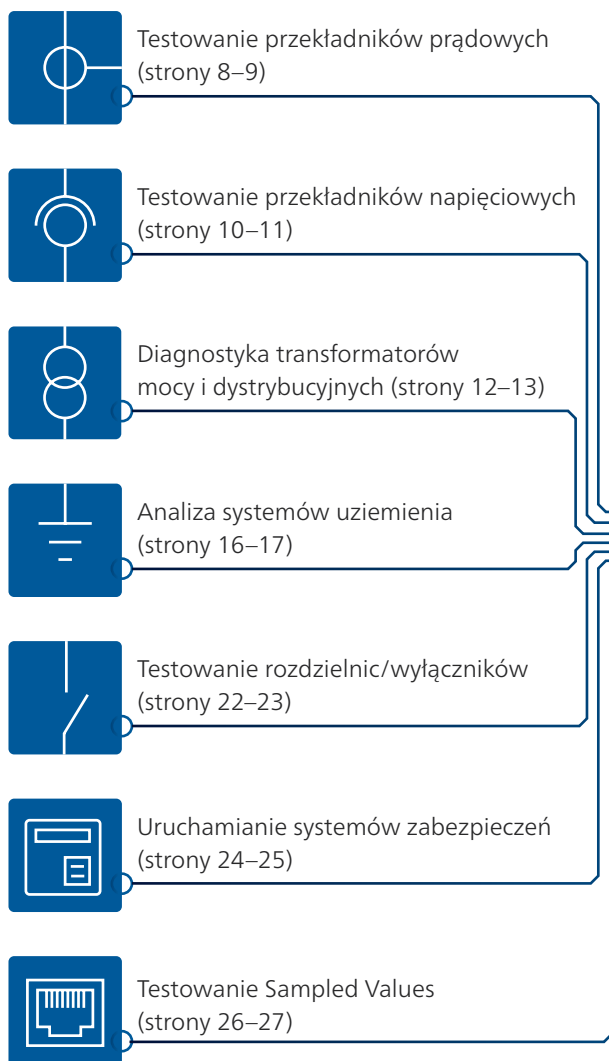 Testowanie przekładników prądowych
(strony 8–9)
Testowanie przekładników napięciowych
(strony 10–11)
Diagnostyka transformatorów
mocy i dystrybucyjnych (strony 12–13)
Analiza systemów uziemienia
(strony 16–17)
Testowanie rozdzielnic/wyłączników
(strony 22–23)
Uruchamianie systemów zabezpieczeń
(strony 24–25)
Testowanie Sampled Values
(strony 26–27)